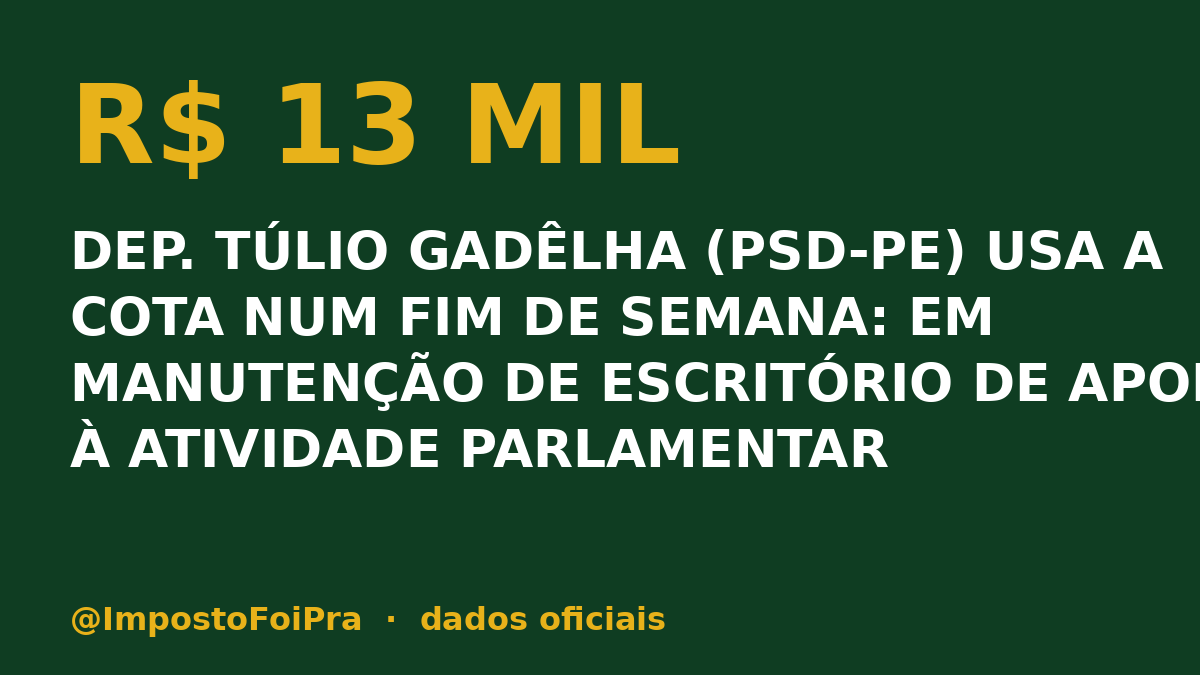 R$ 13 MIL
DEP. TÚLIO GADÊLHA (PSD-PE) USA A
COTA NUM FIM DE SEMANA: EM
MANUTENÇÃO DE ESCRITÓRIO DE APOI
À ATIVIDADE PARLAMENTAR
@ImpostoFoiPra · dados oficiais